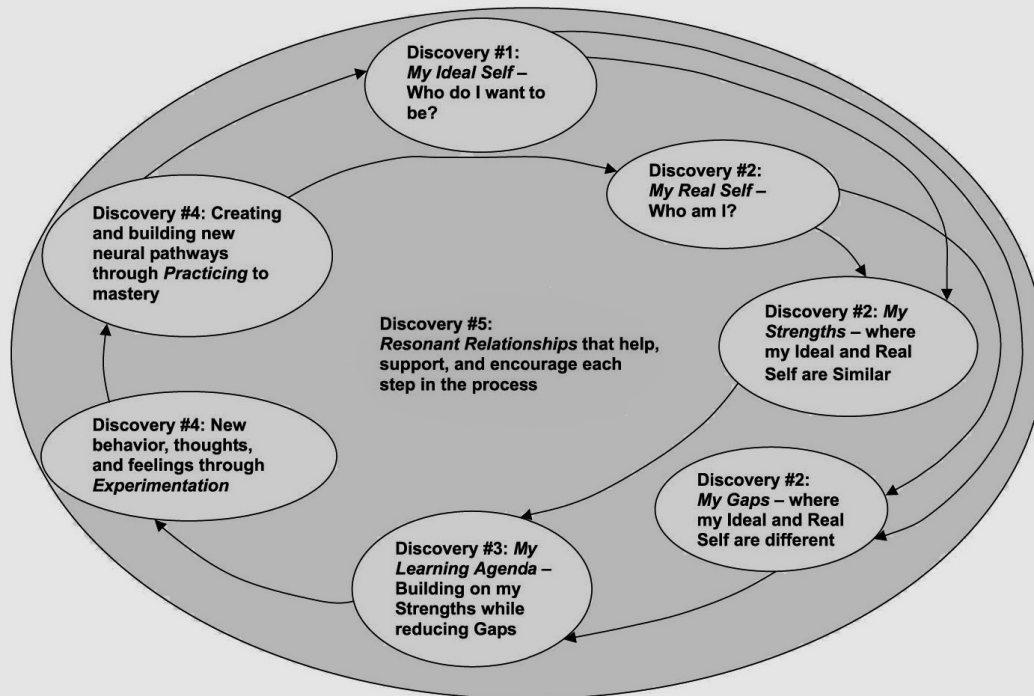 Discovery #1:
My Ideal Self –
Who do I want to
be?
Discovery #2:
My Real Self –
Who am I?
Discovery #2: My
Strengths – where
my Ideal and Real
Self are Similar
Discovery #2:
My Gaps – where
my Ideal and Real
Self are different
Discovery #3: My
Learning Agenda –
Building on my
Strengths while
reducing Gaps
Discovery #4: New
behavior, thoughts,
and feelings through
Experimentation
Discovery #4: Creating
and building new
neural pathways
through Practicing to
mastery
Discovery #5:
Resonant Relationships that help,
support, and encourage each
step in the process